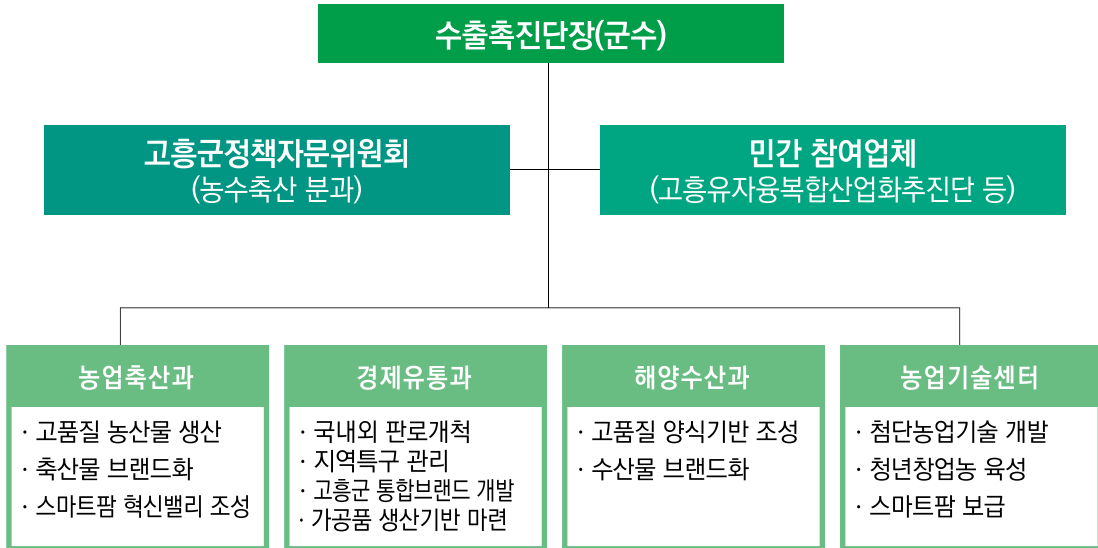 수출촉진단장(군수)
고흥군정책자문위원회
(농수축산 분과)
민간 참여업체
(고흥유자융복합산업화추진단 등)
농업축산과
· 고품질 농산물 생산
· 축산물 브랜드화
· 스마트팜 혁신밸리 조성
경제유통과
· 국내외 판로개척
· 지역특구 관리
· 고흥군 통합브랜드 개발
· 가공품 생산기반 마련
해양수산과
· 고품질 양식기반 조성
· 수산물 브랜드화
농업기술센터
· 첨단농업기술 개발
· 청년창업농 육성
· 스마트팜 보급